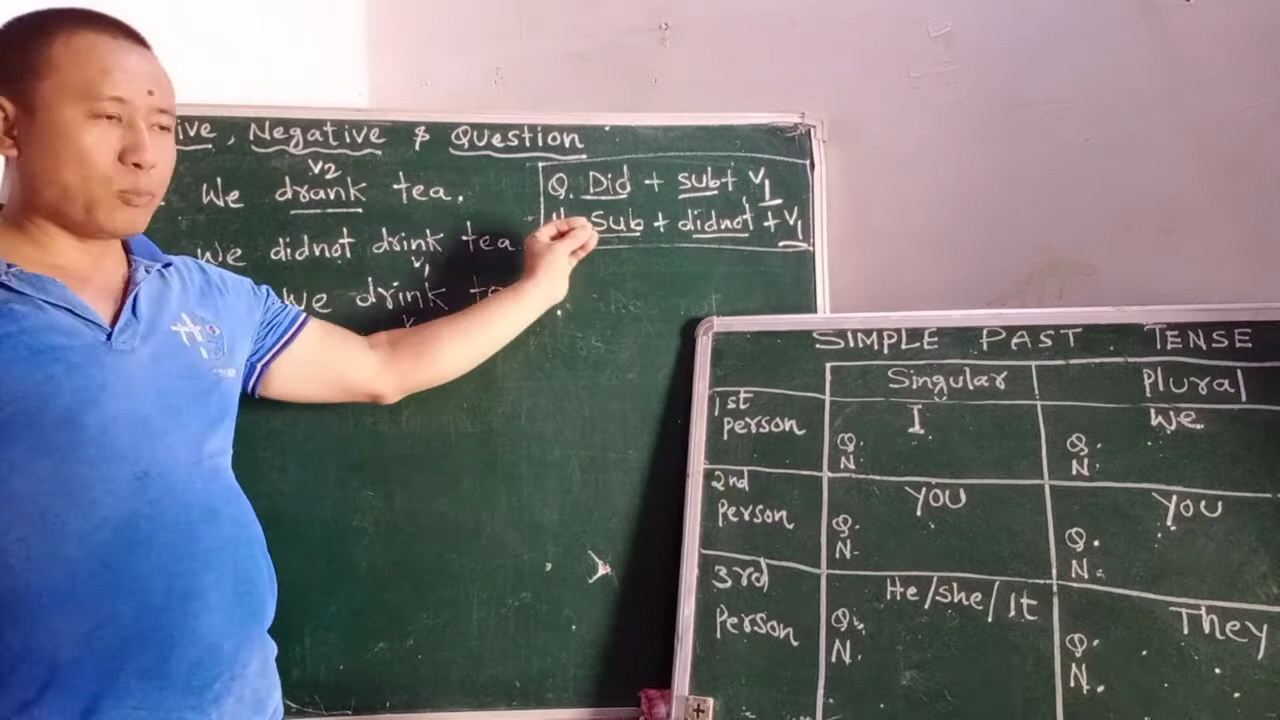 ive, Negative & Question
We drank tea.
V2
We didnot drink tea.
V1
We drink
Q. Did + sub + V1
Sub + didnot + V1
SIMPLE PAST TENSE
Singular Plural
1st person I We
Q. Q.
N. N.
2nd Person You You
Q. Q.
N. N.
3rd Person He/she/It They
Q. Q.
N. N.